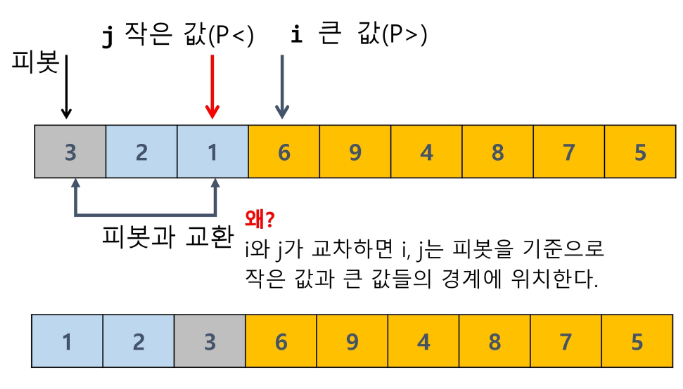 j 작은 값(P<) i 큰 값(P>)
피봇
3 2 1 6 9 4 8 7 5
피봇과 교환
왜?
i와 j가 교차하면 i, j는 피봇을 기준으로
작은 값과 큰 값들의 경계에 위치한다.
1 2 3 6 9 4 8 7 5